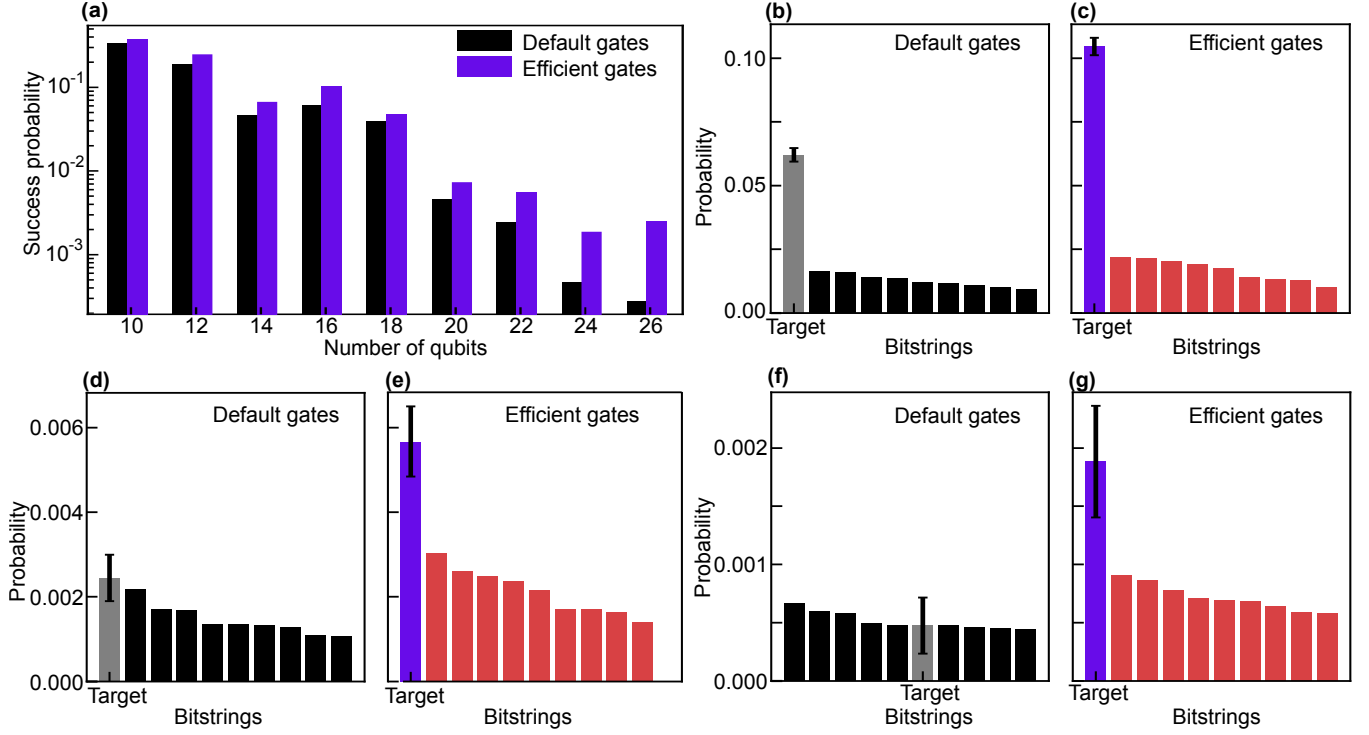 (a)
Success probability
10^-1
10^-2
10^-3
Default gates
Efficient gates
10 12 14 16 18 20 22 24 26
Number of qubits
(b)
Probability
0.10
0.05
0.00
Default gates
Target
Bitstrings
(c)
Efficient gates
Target
Bitstrings
(d)
Probability
0.006
0.004
0.002
0.000
Default gates
Target
Bitstrings
(e)
Efficient gates
Target
Bitstrings
(f)
Probability
0.002
0.001
0.000
Default gates
Target
Bitstrings
(g)
Efficient gates
Target
Bitstrings